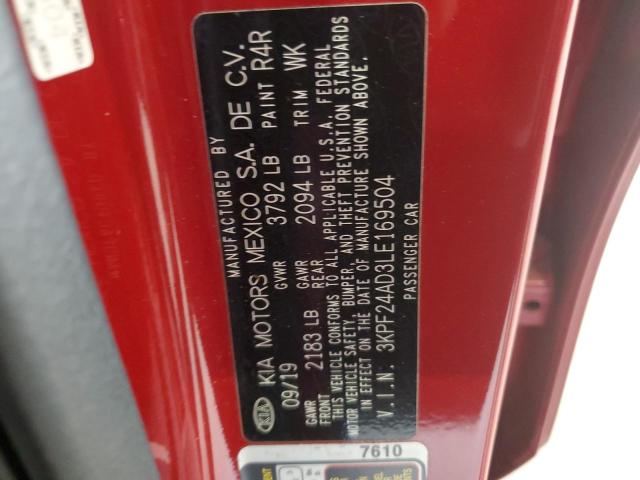 MANUFACTURED BY
KIA KIA MOTORS MEXICO S.A. DE C.V.
09/19 GVWR 3792 LB PAINT R4R
GAWR FRONT 2183 LB GAWR REAR 2094 LB TRIM WK
THIS VEHICLE CONFORMS TO ALL APPLICABLE U.S.A. FEDERAL
MOTOR VEHICLE SAFETY, BUMPER, AND THEFT PREVENTION STANDARDS
IN EFFECT ON THE DATE OF MANUFACTURE SHOWN ABOVE.
V.I.N. 3KPF24AD3LE169504
PASSENGER CAR
7610